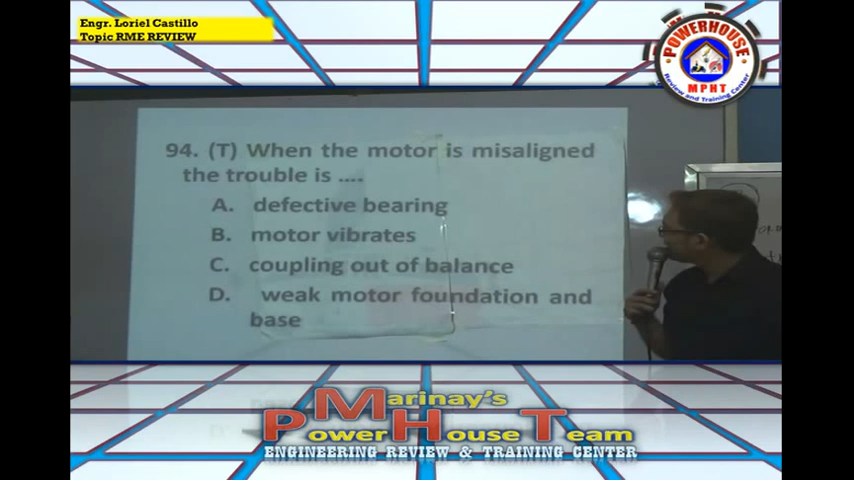 Engr. Loriel Castillo
Topic RME REVIEW
POWERHOUSE
Review and Training Center
MPHT
94. (T) When the motor is misaligned
the trouble is ....
A. defective bearing
B. motor vibrates
C. coupling out of balance
D. weak motor foundation and
base
Marinay's
PowerHouse Team
ENGINEERING REVIEW & TRAINING CENTER